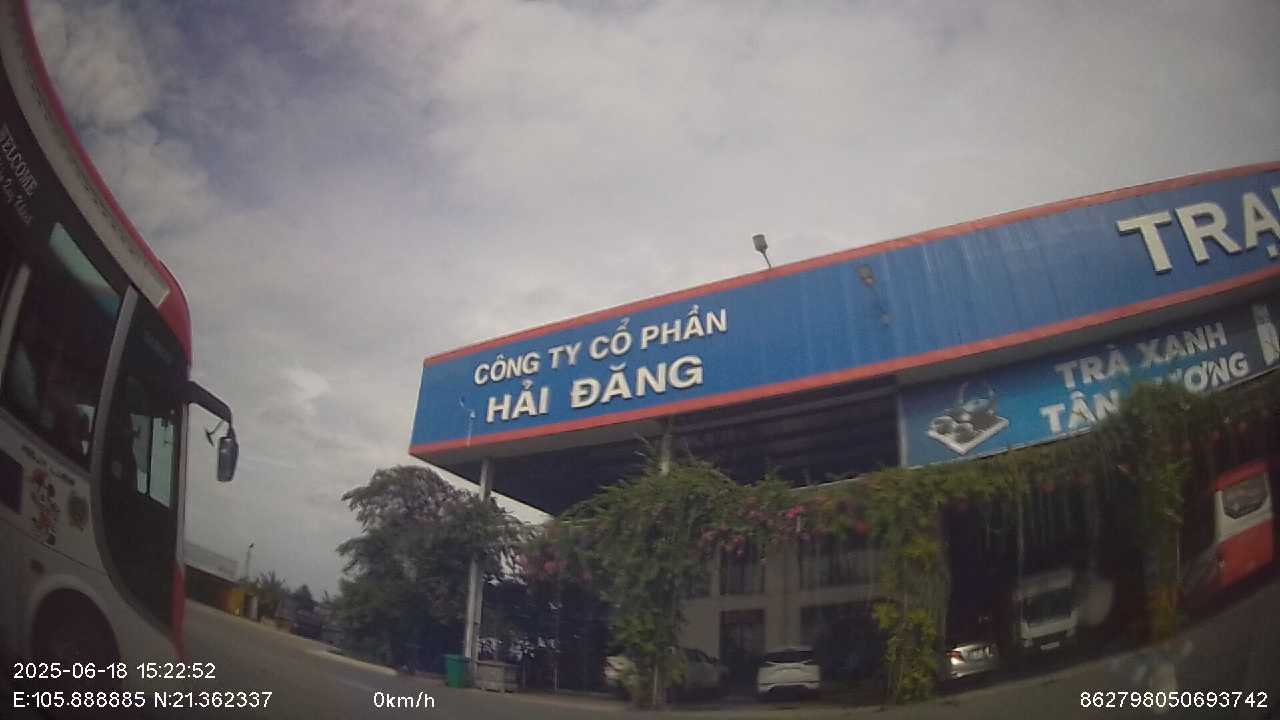 WELCOME
CÔNG TY CỔ PHẦN
HẢI ĐĂNG
TRẠ
TRÀ XANH
TÂN
2025-06-18 15:22:52
E:105.888885 N:21.362337
0km/h
862798050693742